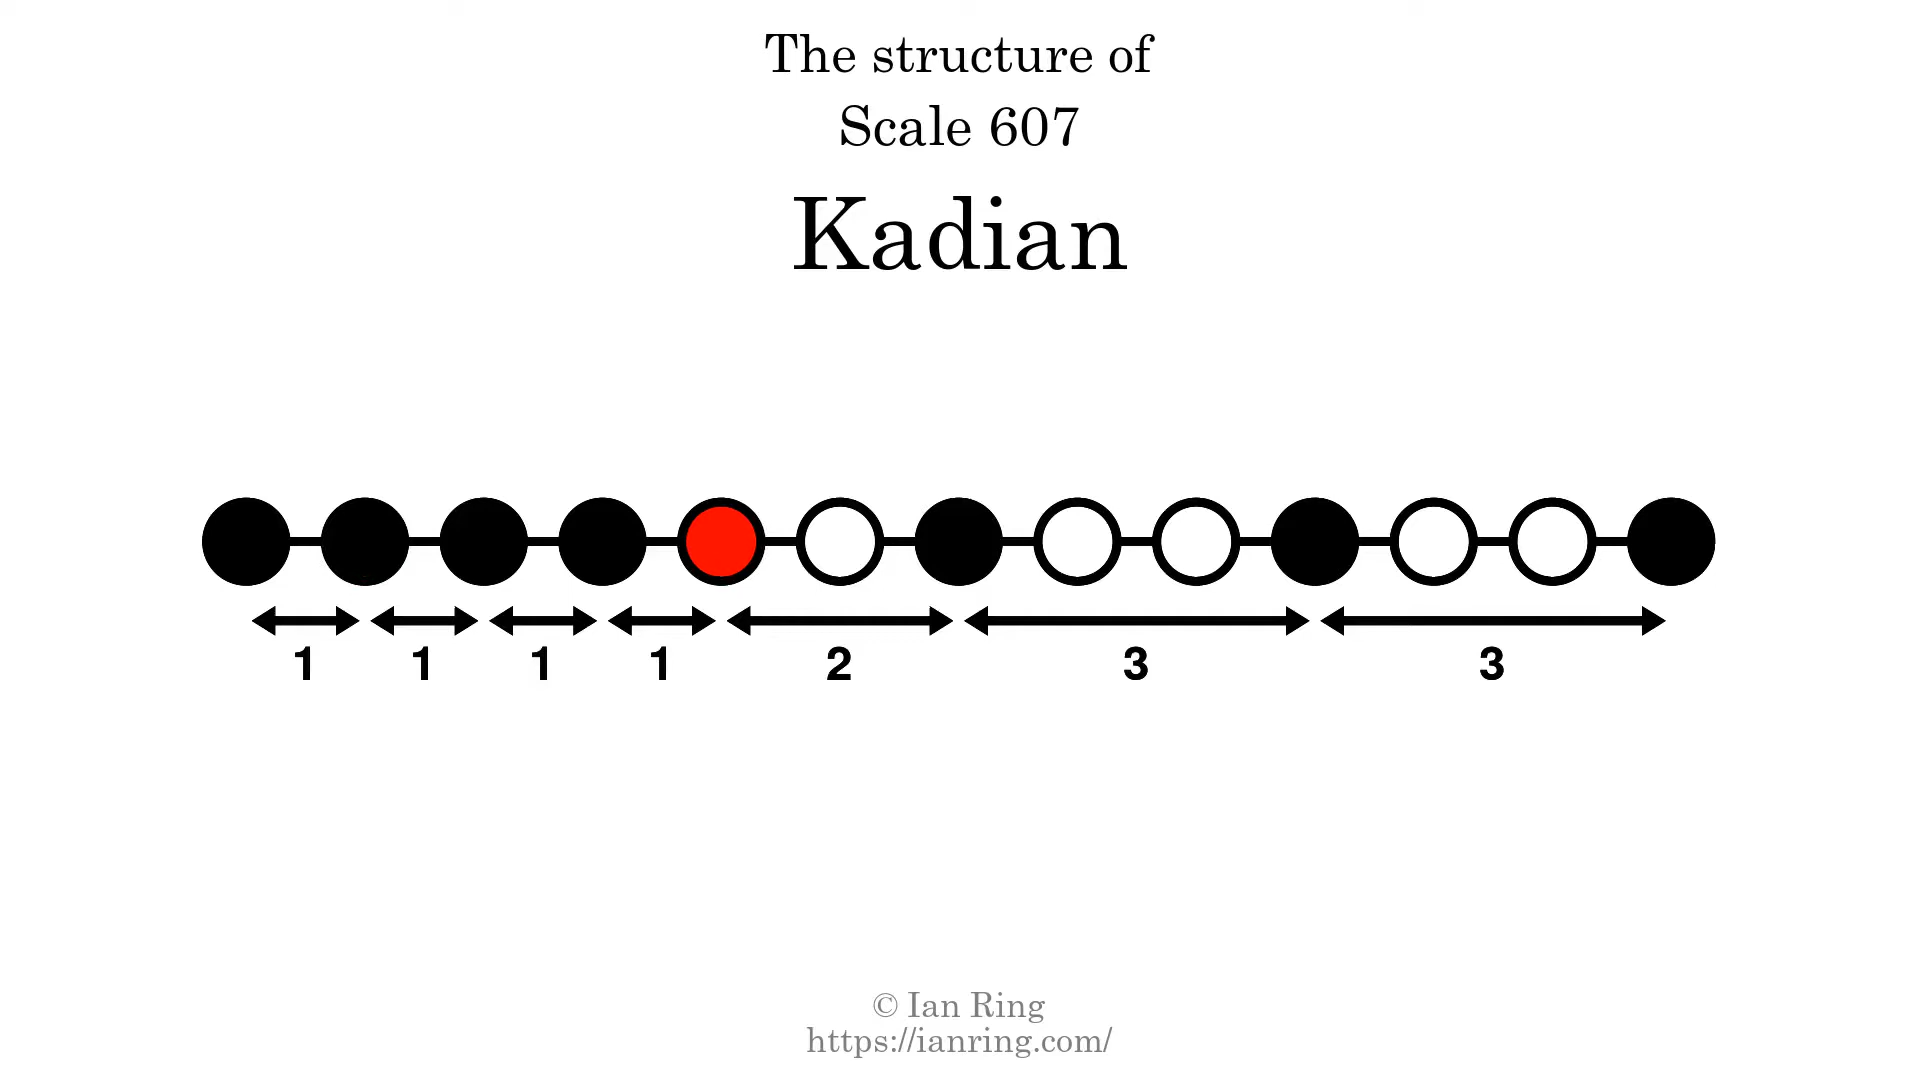 The structure of
Scale 607
Kadian
1 1 1 1 2 3 3
© Ian Ring
https://ianring.com/